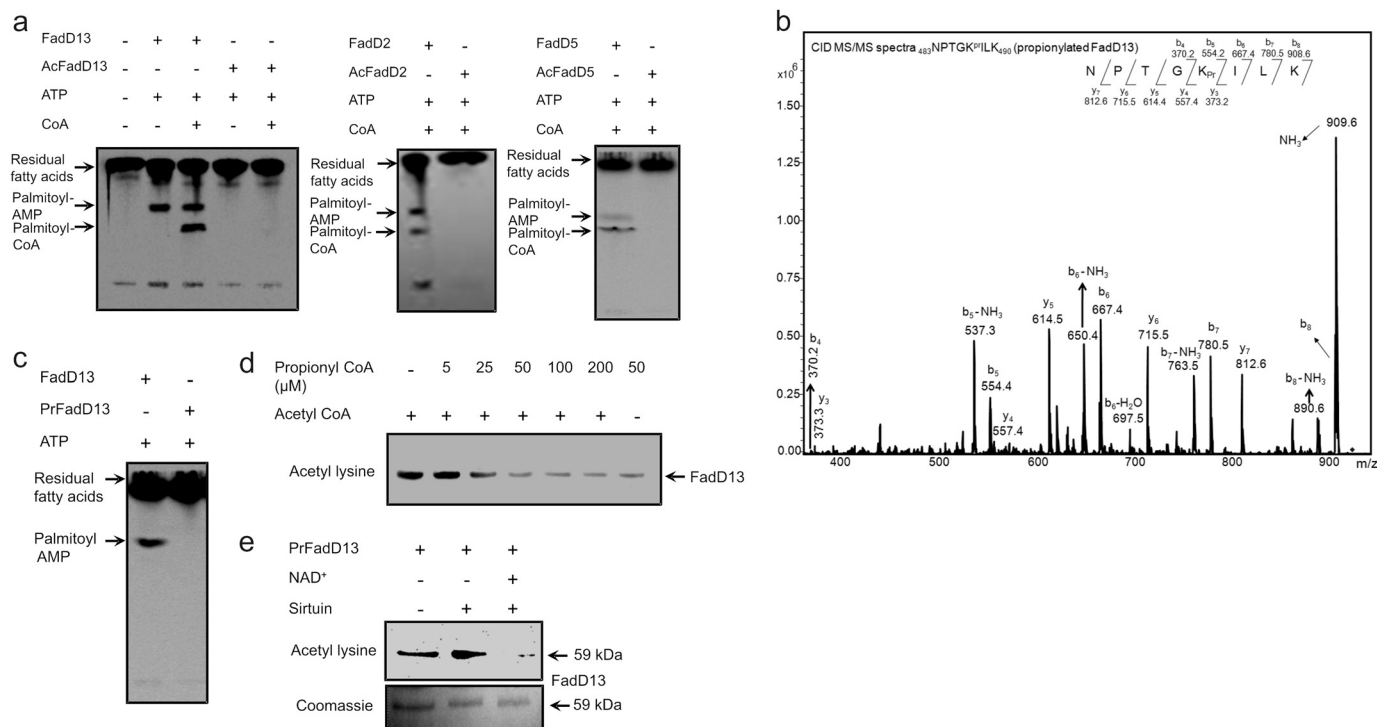 a
FadD13 - + + - -
AcFadD13 - - - + +
ATP - + + + +
CoA - - + - +
Residual
fatty acids
Palmitoyl-
AMP
Palmitoyl-
CoA
FadD2 + -
AcFadD2 - +
ATP + +
CoA + +
Residual
fatty acids
Palmitoyl-
AMP
Palmitoyl-
CoA
FadD5 + -
AcFadD5 - +
ATP + +
CoA + +
Residual
fatty acids
Palmitoyl-
AMP
Palmitoyl-
CoA
b
CID MS/MS spectra 483NPTGKᵖʳILK490 (propionylated FadD13)
b4 b5 b6 b7 b8
370.2 554.2 667.4 780.5 908.6
N P T G KPr I L K
y7 y6 y5 y4 y3
812.6 715.5 614.4 557.4 373.2
x10⁶
1.50
1.25
1.00
0.75
0.50
0.25
0.00
370.2 b4
373.3 y3
b5-NH3
537.3
b5
554.4
y4
557.4
y5
614.5
b6-NH3
650.4
b6
667.4
b6-H2O
697.5
y6
715.5
b7-NH3
763.5
b7
780.5
y7
812.6
b8-NH3
890.6
b8
NH3
909.6
400 500 600 700 800 900 m/z
c
FadD13 + -
PrFadD13 - +
ATP + +
Residual
fatty acids
Palmitoyl
AMP
d
Propionyl CoA - 5 25 50 100 200 50
(µM)
Acetyl CoA + + + + + + -
Acetyl lysine
FadD13
e
PrFadD13 + + +
NAD⁺ - - +
Sirtuin - + +
Acetyl lysine
59 kDa
FadD13
Coomassie
59 kDa